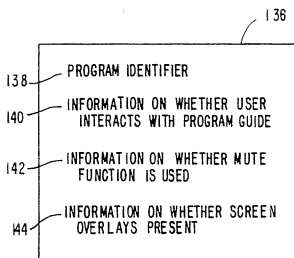 136
138 PROGRAM IDENTIFIER
140 INFORMATION ON WHETHER USER
INTERACTS WITH PROGRAM GUIDE
142 INFORMATION ON WHETHER MUTE
FUNCTION IS USED
144 INFORMATION ON WHETHER SCREEN
OVERLAYS PRESENT